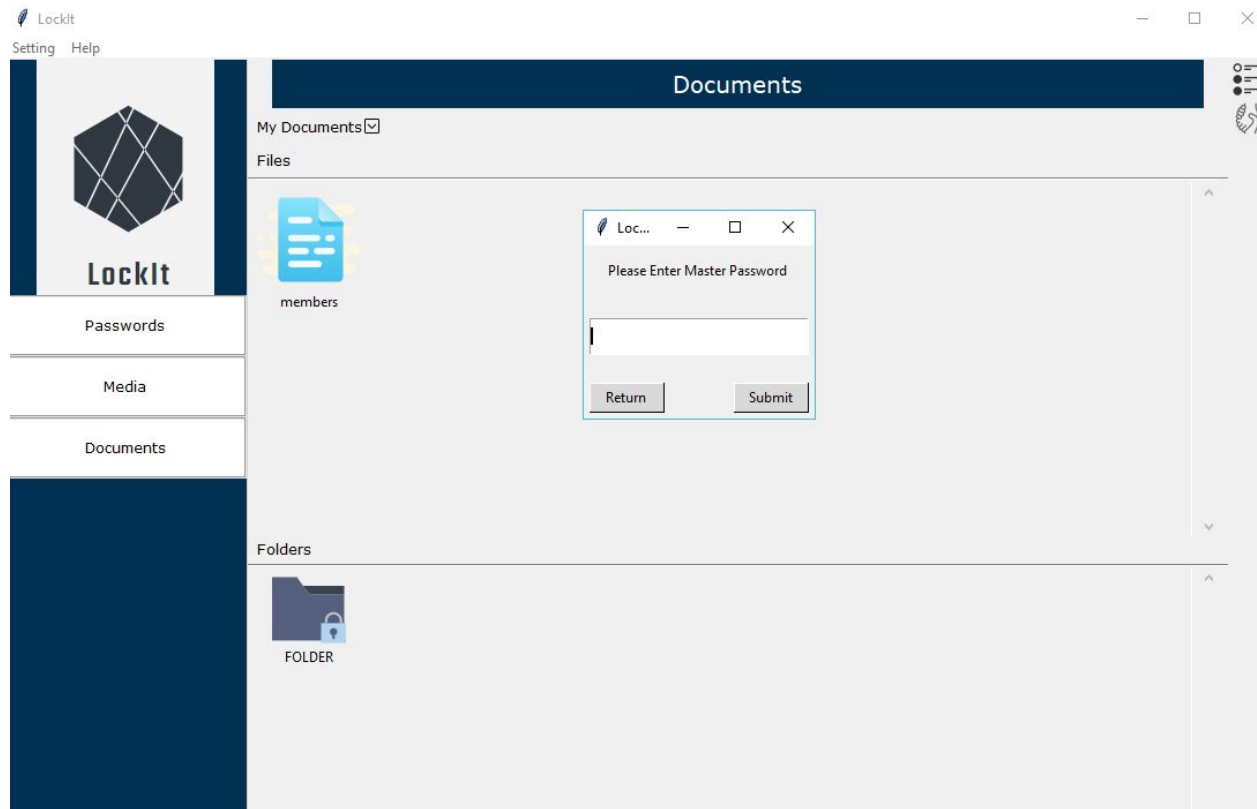 LockIt
Setting Help
Documents
My Documents
Files
LockIt
members
Loc...
Please Enter Master Password
Return Submit
Passwords
Media
Documents
Folders
FOLDER